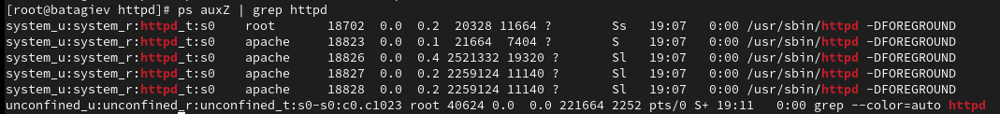 [root@batagiev httpd]# ps auxZ | grep httpd
system_u:system_r:httpd_t:s0    root       18702  0.0  0.2  20328 11664 ?        Ss   19:07   0:00 /usr/sbin/httpd -DFOREGROUND
system_u:system_r:httpd_t:s0    apache     18823  0.0  0.1  21664  7404 ?        S    19:07   0:00 /usr/sbin/httpd -DFOREGROUND
system_u:system_r:httpd_t:s0    apache     18826  0.0  0.4 2521332 19320 ?       Sl   19:07   0:00 /usr/sbin/httpd -DFOREGROUND
system_u:system_r:httpd_t:s0    apache     18827  0.0  0.2 2259124 11140 ?       Sl   19:07   0:00 /usr/sbin/httpd -DFOREGROUND
system_u:system_r:httpd_t:s0    apache     18828  0.0  0.2 2259124 11140 ?       Sl   19:07   0:00 /usr/sbin/httpd -DFOREGROUND
unconfined_u:unconfined_r:unconfined_t:s0-s0:c0.c1023 root 40624 0.0  0.0 221664 2252 pts/0 S+ 19:11   0:00 grep --color=auto httpd